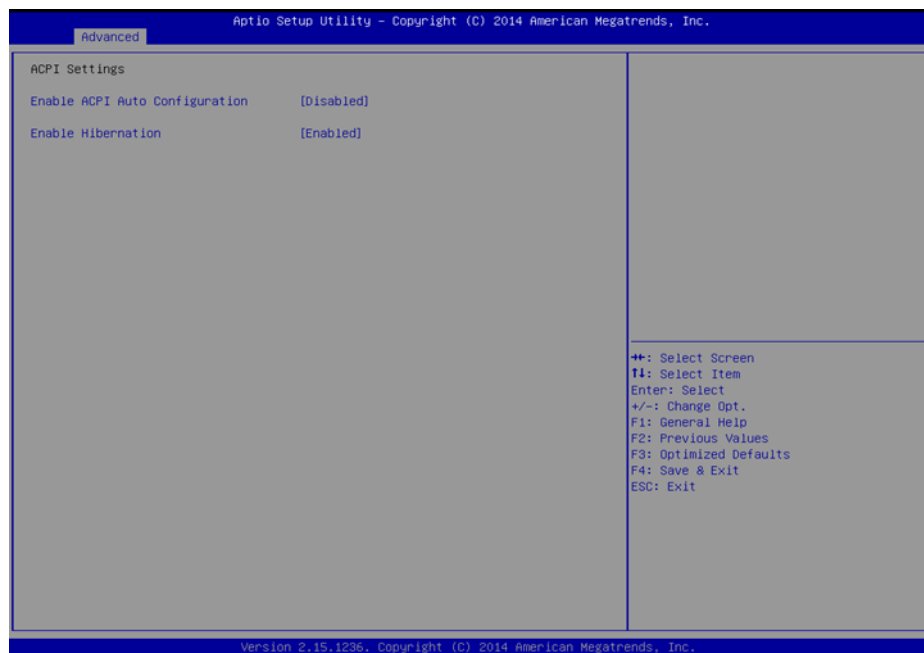 Aptio Setup Utility – Copyright (C) 2014 American Megatrends, Inc.
Advanced
ACPI Settings
Enable ACPI Auto Configuration [Disabled]
Enable Hibernation [Enabled]
→←: Select Screen
↑↓: Select Item
Enter: Select
+/-: Change Opt.
F1: General Help
F2: Previous Values
F3: Optimized Defaults
F4: Save & Exit
ESC: Exit
Version 2.15.1236. Copyright (C) 2014 American Megatrends, Inc.